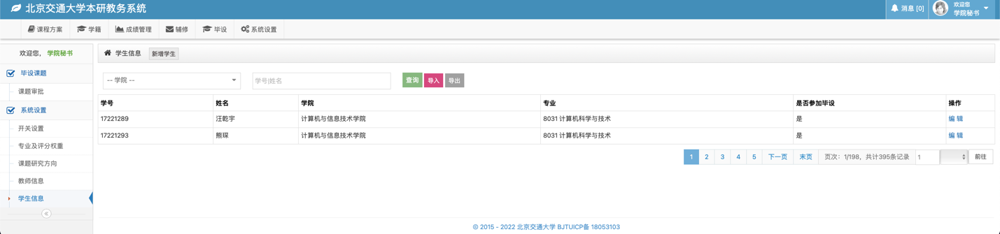 北京交通大学本研教务系统
消息 [0]
欢迎您
学院秘书
课程方案 学籍 成绩管理 辅修 毕设 系统设置
欢迎您, 学院秘书
毕设课题
课题审批
系统设置
开关设置
专业及评分权重
课题研究方向
教师信息
学生信息
学生信息 新增学生
-- 学院 -- 学号|姓名 查询 导入 导出
学号 姓名 学院 专业 是否参加毕设 操作
17221289 汪乾宇 计算机与信息技术学院 8031 计算机科学与技术 是 编 辑
17221293 熊琛 计算机与信息技术学院 8031 计算机科学与技术 是 编 辑
1 2 3 4 5 下一页 末页 页次：1/198，共计395条记录 1 前往
© 2015 - 2022 北京交通大学 BJTUICP备 18053103